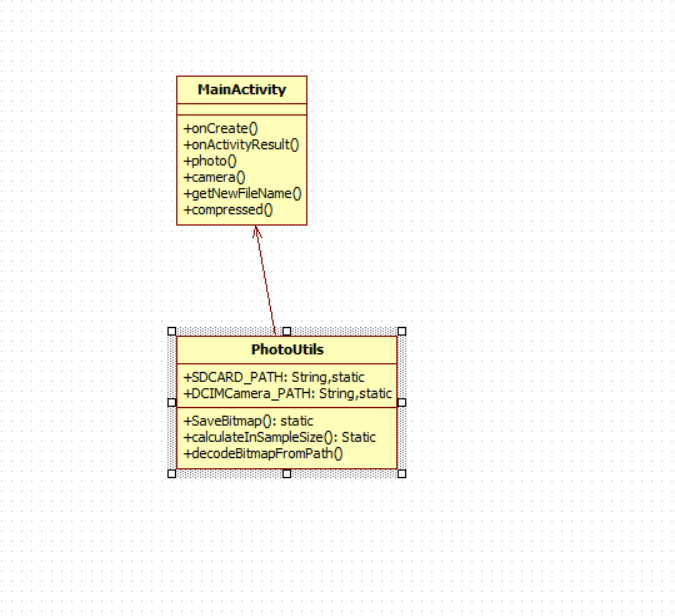 MainActivity
+onCreate()
+onActivityResult()
+photo()
+camera()
+getNewFileName()
+compressed()
PhotoUtils
+SDCARD_PATH: String,static
+DCIMCamera_PATH: String,static
+SaveBitmap(): static
+calculateInSampleSize(): Static
+decodeBitmapFromPath()